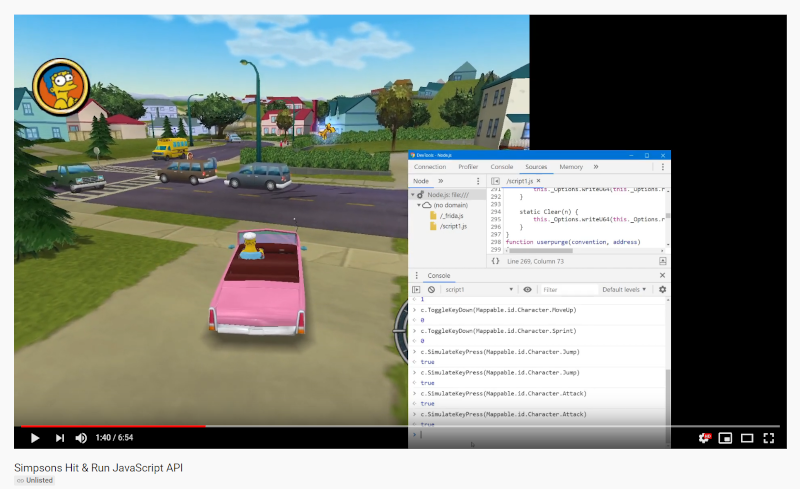 DevTools - Node.js
Connection Profiler Console Sources Memory »
Node » /script1.js ×
Node.js: file:///
(no domain)
/_frida.js
/script1.js
291 this._Options.writeU64(this._Options.r
292 }
293
294 static Clear(n) {
295 this._Options.writeU64(this._Options.r
296 }
297 }
298 function userpurge(convention, address)
299
{} Line 269, Column 73
Console ×
script1 Filter Default levels
1
> c.ToggleKeyDown(Mappable.id.Character.MoveUp)
0
> c.ToggleKeyDown(Mappable.id.Character.Sprint)
0
> c.SimulateKeyPress(Mappable.id.Character.Jump)
true
> c.SimulateKeyPress(Mappable.id.Character.Jump)
true
> c.SimulateKeyPress(Mappable.id.Character.Attack)
true
> c.SimulateKeyPress(Mappable.id.Character.Attack)
true
>
1:40 / 6:54
Simpsons Hit & Run JavaScript API
Unlisted